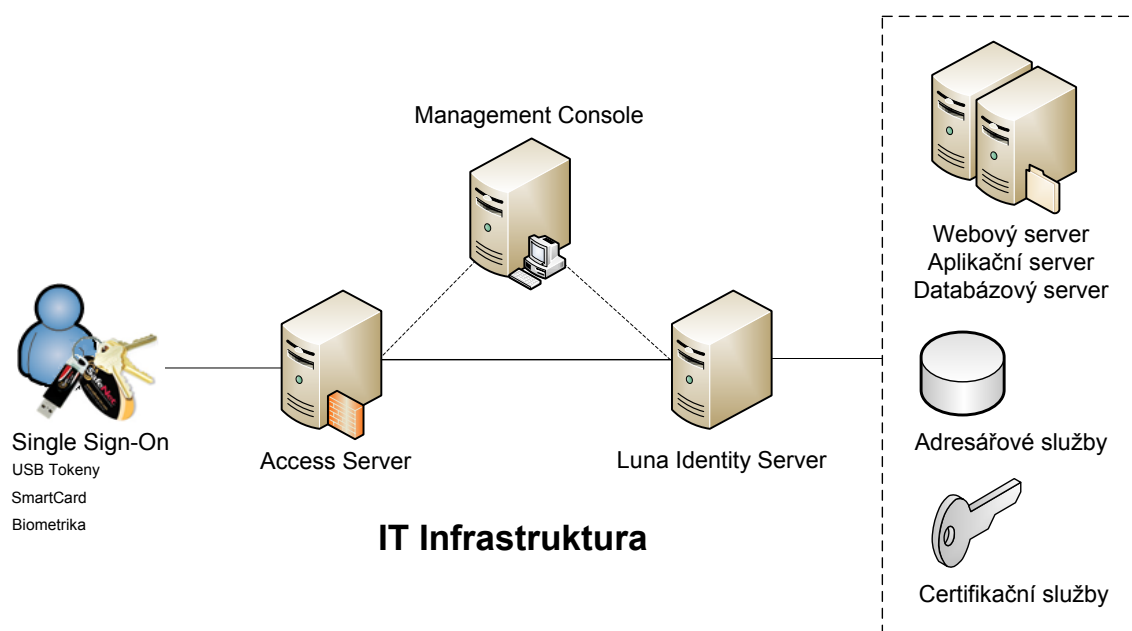 Management Console
Webový server
Aplikační server
Databázový server
Single Sign-On
USB Tokeny
SmartCard
Biometrika
SafeNet
Access Server
Luna Identity Server
Adresářové služby
IT Infrastruktura
Certifikační služby